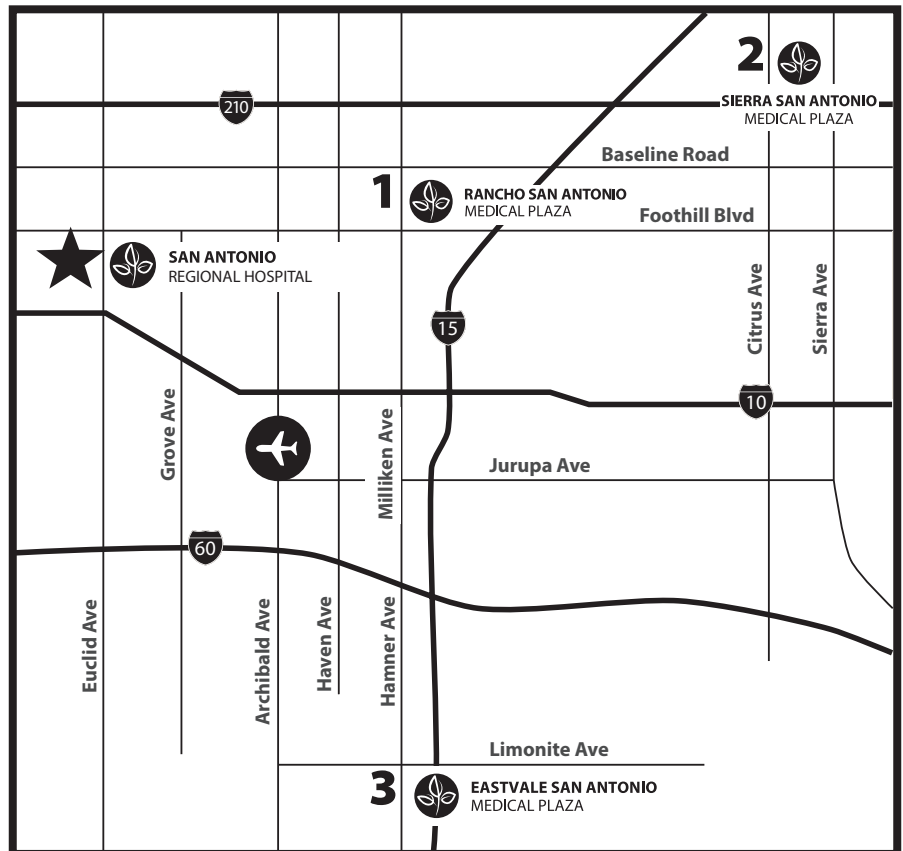 2
210
SIERRA SAN ANTONIO
MEDICAL PLAZA
Baseline Road
1
RANCHO SAN ANTONIO
MEDICAL PLAZA
Foothill Blvd
SAN ANTONIO
REGIONAL HOSPITAL
15
Citrus Ave
Sierra Ave
10
Grove Ave
Milliken Ave
Jurupa Ave
60
Euclid Ave
Archibald Ave
Haven Ave
Hamner Ave
Limonite Ave
3
EASTVALE SAN ANTONIO
MEDICAL PLAZA